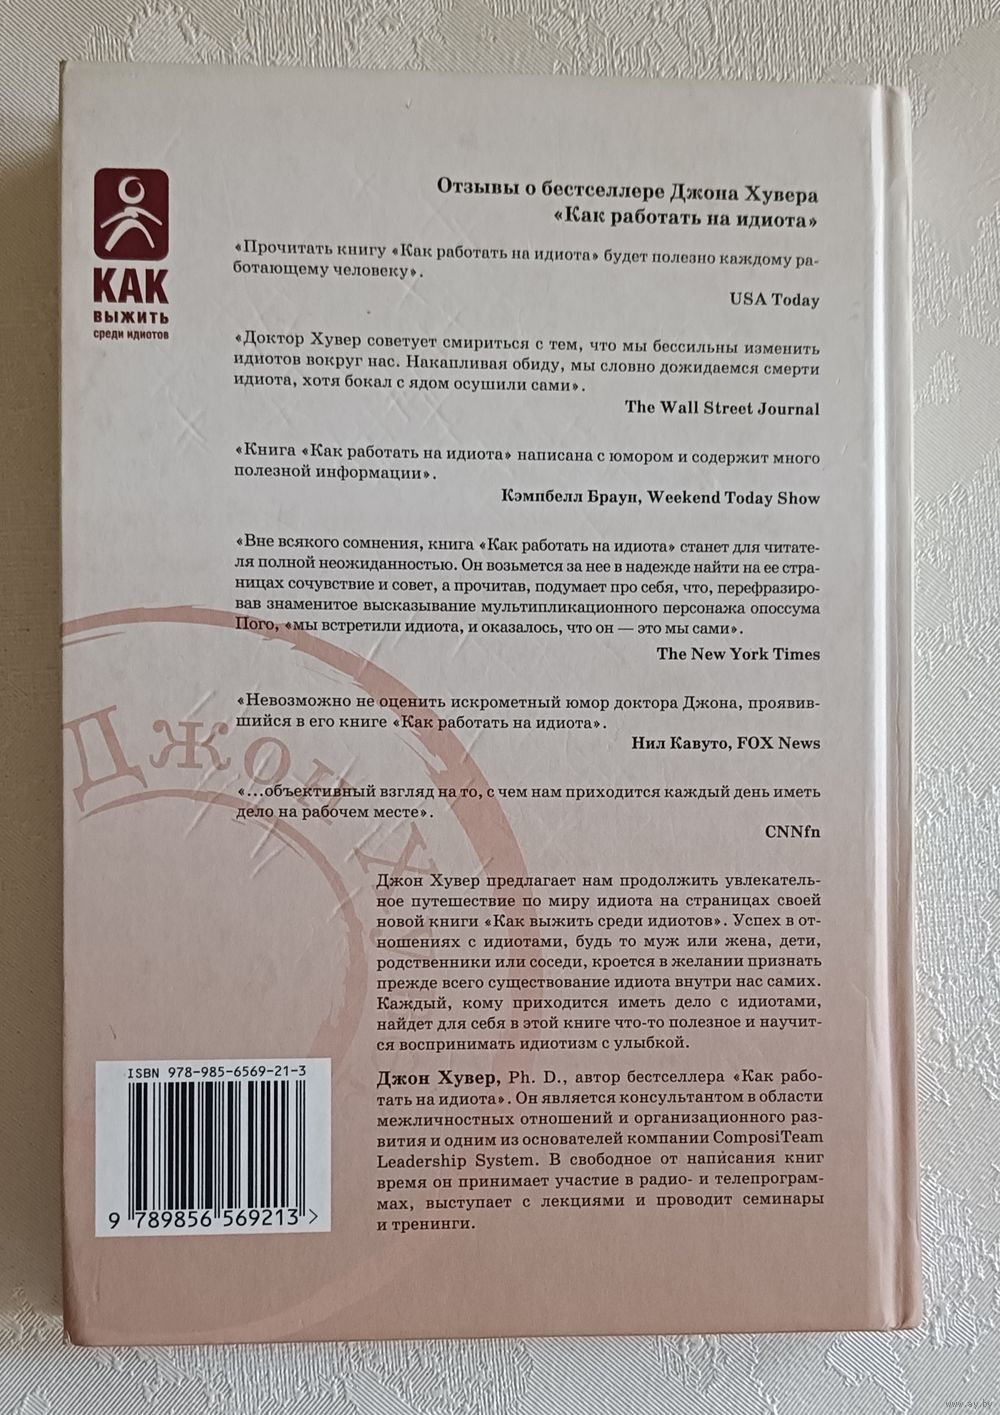 Отзывы о бестселлере Джона Хувера
«Как работать на идиота»
КАК
ВЫЖИТЬ
среди идиотов
«Прочитать книгу «Как работать на идиота» будет полезно каждому ра-
ботающему человеку».
USA Today
«Доктор Хувер советует смириться с тем, что мы бессильны изменить
идиотов вокруг нас. Накапливая обиду, мы словно дожидаемся смерти
идиота, хотя бокал с ядом осушили сами».
The Wall Street Journal
«Книга «Как работать на идиота» написана с юмором и содержит много
полезной информации».
Кэмпбелл Браун, Weekend Today Show
«Вне всякого сомнения, книга «Как работать на идиота» станет для читате-
ля полной неожиданностью. Он возьмется за нее в надежде найти на ее стра-
ницах сочувствие и совет, а прочитав, подумает про себя, что, перефразиро-
вав знаменитое высказывание мультипликационного персонажа опоссума
Пого, «мы встретили идиота, и оказалось, что он — это мы сами».
The New York Times
«Невозможно не оценить искрометный юмор доктора Джона, проявив-
шийся в его книге «Как работать на идиота».
Нил Кавуто, FOX News
«...объективный взгляд на то, с чем нам приходится каждый день иметь
дело на рабочем месте».
CNNfn
Джон Ху
Джон Хувер предлагает нам продолжить увлекатель-
ное путешествие по миру идиота на страницах своей
новой книги «Как выжить среди идиотов». Успех в от-
ношениях с идиотами, будь то муж или жена, дети,
родственники или соседи, кроется в желании признать
прежде всего существование идиота внутри нас самих.
Каждый, кому приходится иметь дело с идиотами,
найдет для себя в этой книге что-то полезное и научит-
ся воспринимать идиотизм с улыбкой.
Джон Хувер, Ph. D., автор бестселлера «Как рабо-
тать на идиота». Он является консультантом в области
межличностных отношений и организационного раз-
вития и одним из основателей компании ComposiTeam
Leadership System. В свободное от написания книг
время он принимает участие в радио- и телепрограм-
мах, выступает с лекциями и проводит семинары
и тренинги.
ISBN 978-985-6569-21-3
9 789856 569213 >
www.ay.by